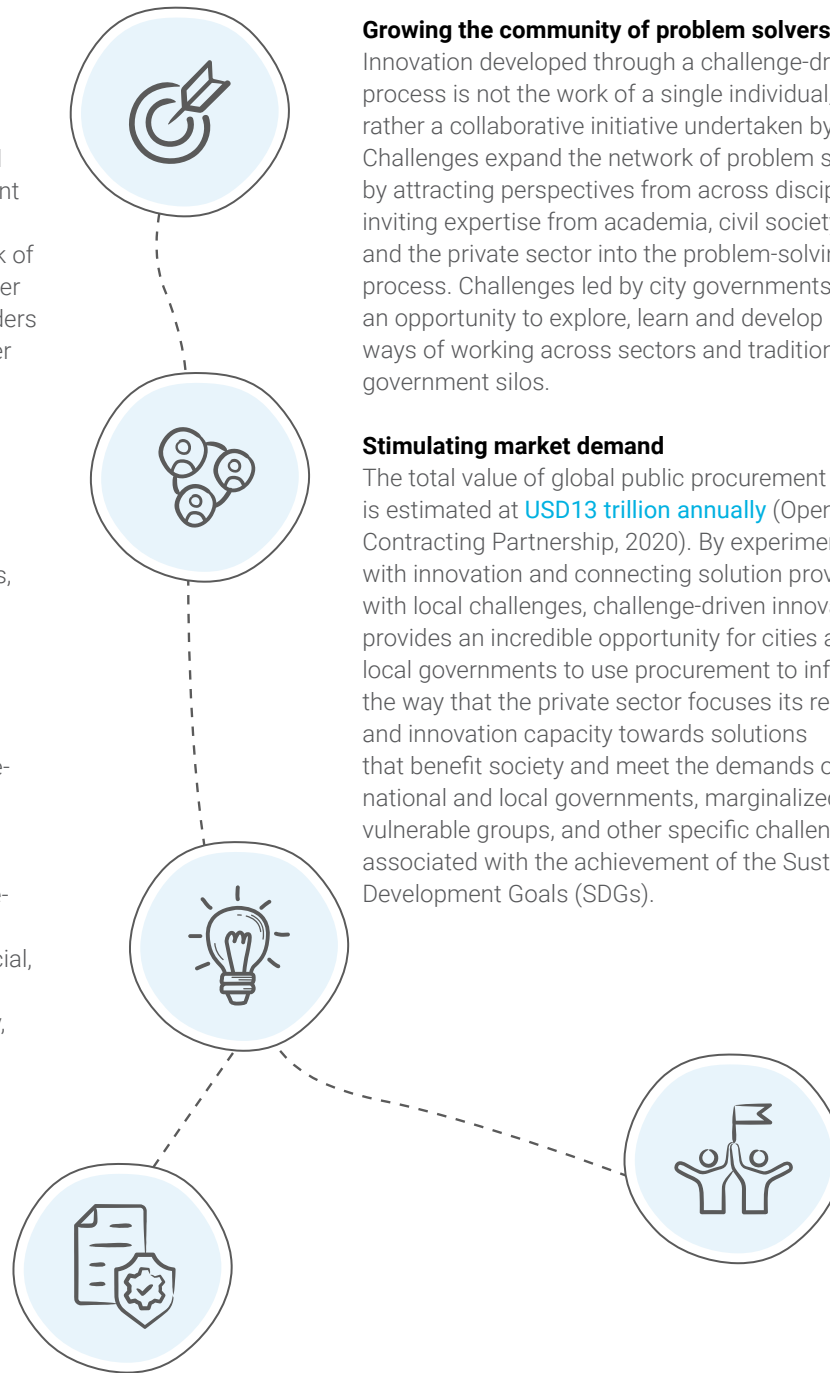 nt
k of
er
ders
er
s,
e-
e-
cial,
Growing the community of problem solvers
Innovation developed through a challenge-dr
process is not the work of a single individual,
rather a collaborative initiative undertaken by
Challenges expand the network of problem s
by attracting perspectives from across discip
inviting expertise from academia, civil societ
and the private sector into the problem-solvin
process. Challenges led by city governments
an opportunity to explore, learn and develop
ways of working across sectors and tradition
government silos.
Stimulating market demand
The total value of global public procurement
is estimated at USD13 trillion annually (Open
Contracting Partnership, 2020). By experimen
with innovation and connecting solution prov
with local challenges, challenge-driven innova
provides an incredible opportunity for cities a
local governments to use procurement to inf
the way that the private sector focuses its re
and innovation capacity towards solutions
that benefit society and meet the demands o
national and local governments, marginalized
vulnerable groups, and other specific challen
associated with the achievement of the Sust
Development Goals (SDGs).